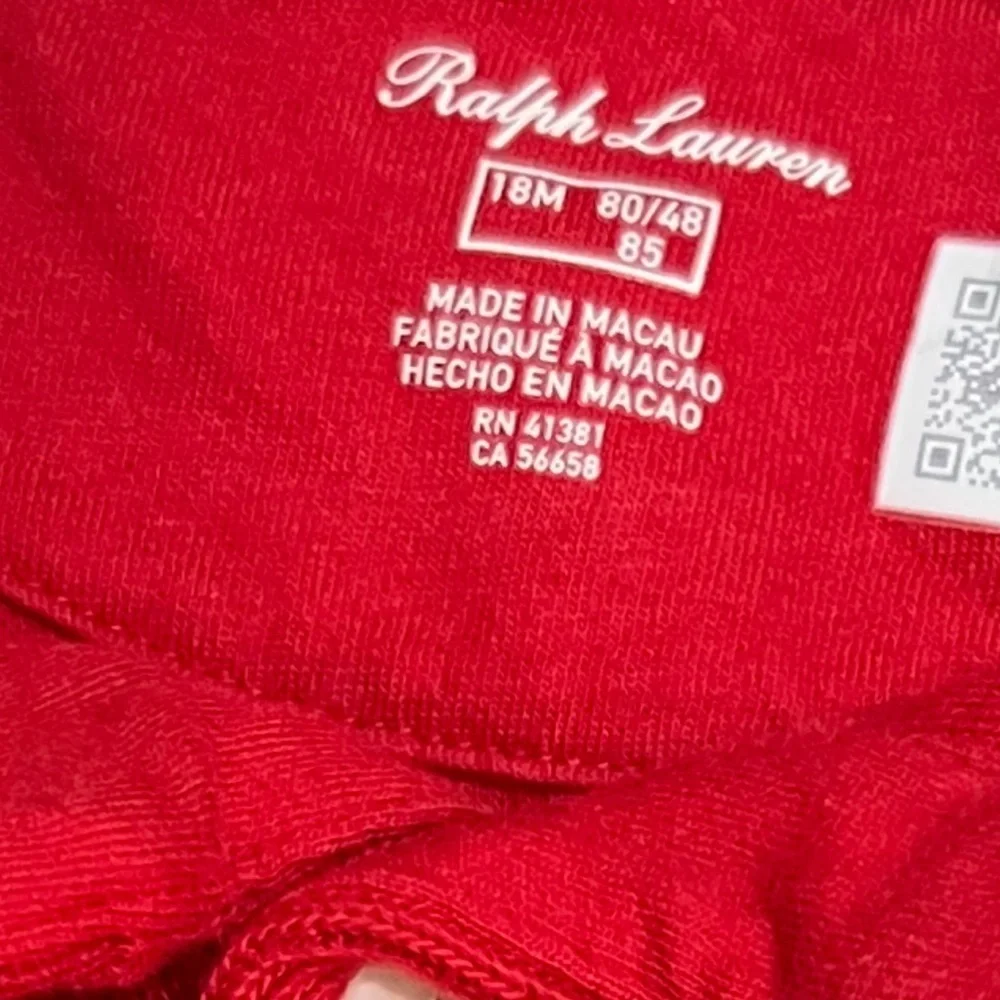 Ralph Lauren
18M 80/48
85
MADE IN MACAU
FABRIQUÉ À MACAO
HECHO EN MACAO
RN 41381
CA 56658